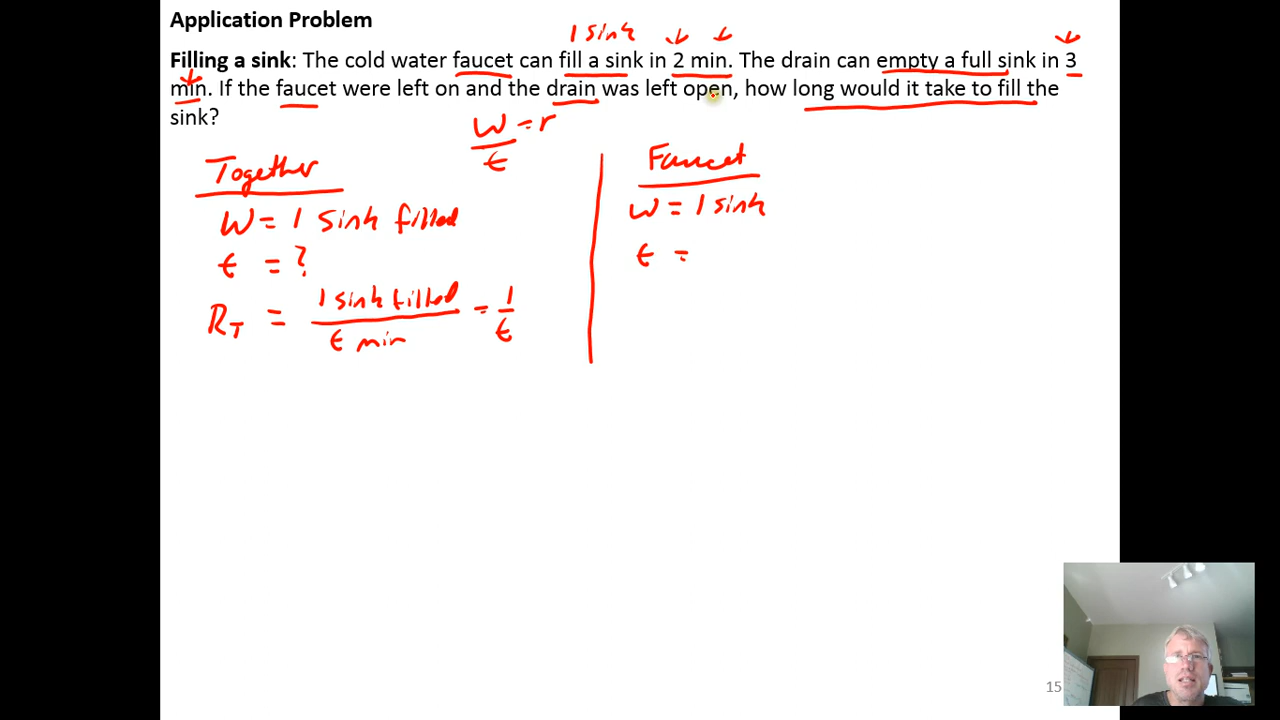 Application Problem
1 sink
Filling a sink: The cold water faucet can fill a sink in 2 min. The drain can empty a full sink in 3
min. If the faucet were left on and the drain was left open, how long would it take to fill the
sink?
W/t = r
Together
W = 1 sink filled
t = ?
R_T = 1 sink filled / t min = 1/t
Faucet
W = 1 sink
t =
15